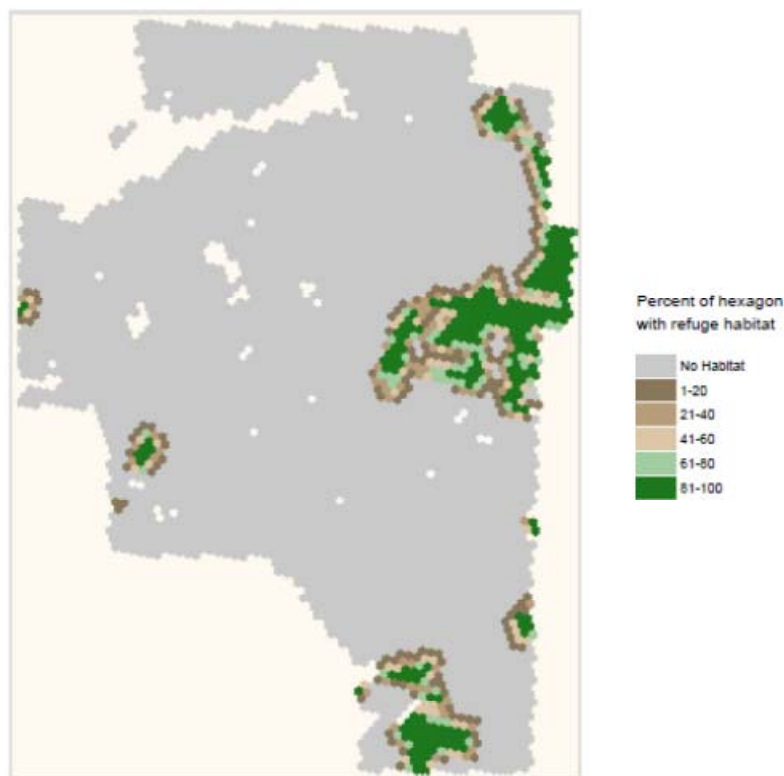 Percent of hexagon
with refuge habitat
No Habitat
1-20
21-40
41-60
61-80
81-100